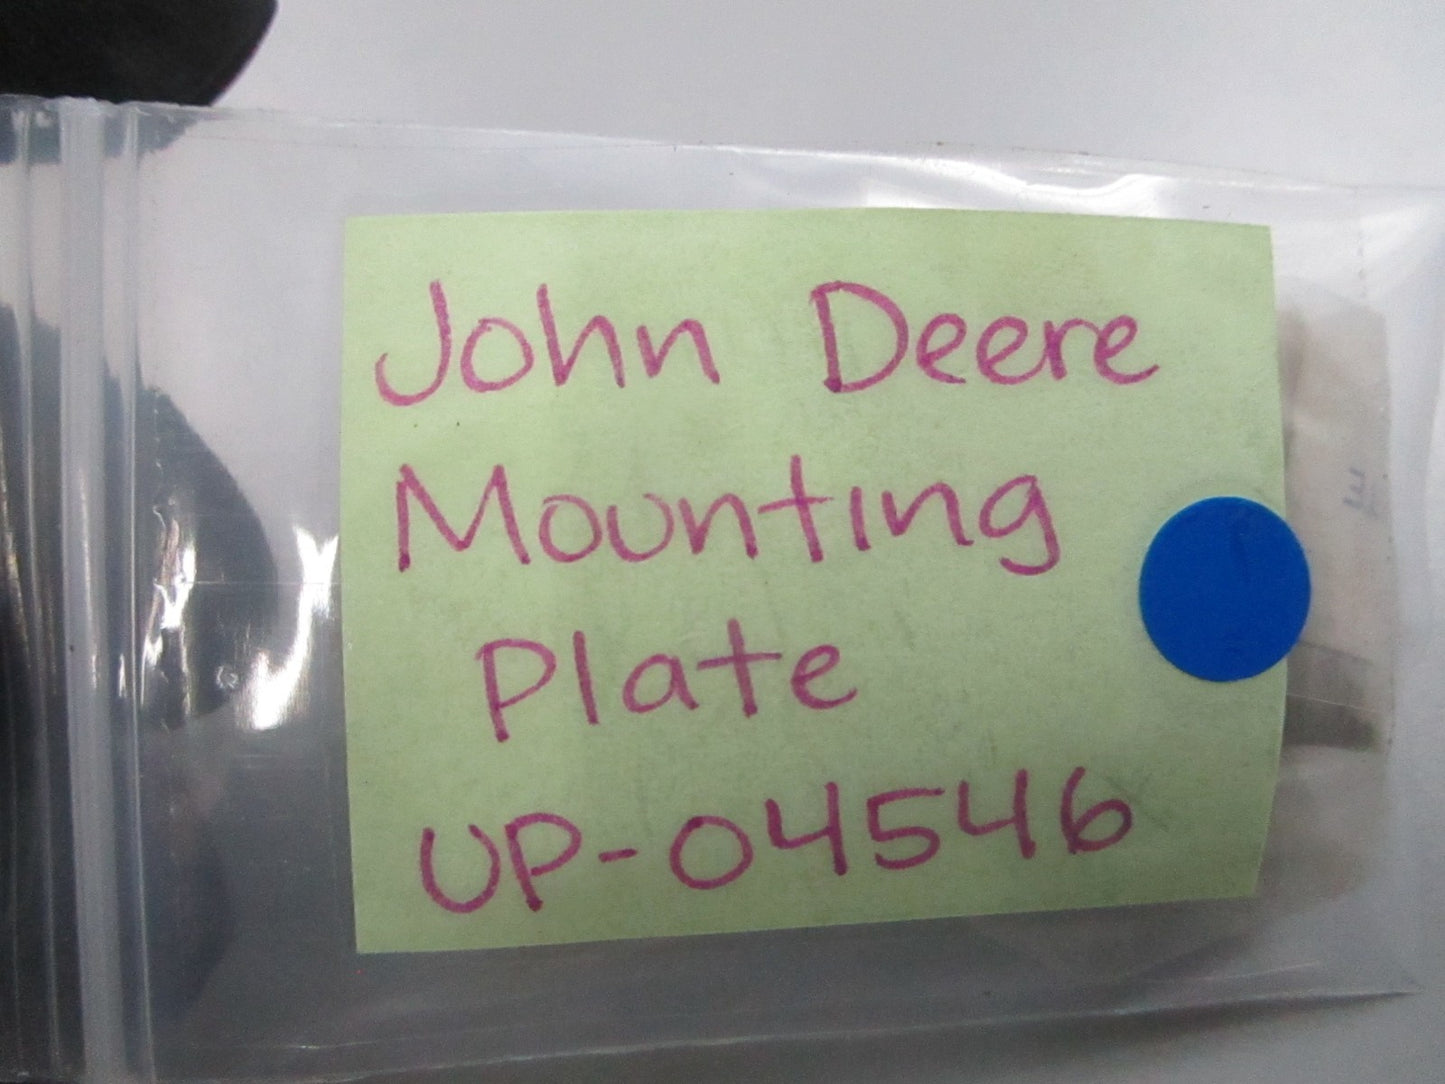 John Deere
Mounting
Plate
UP-04546